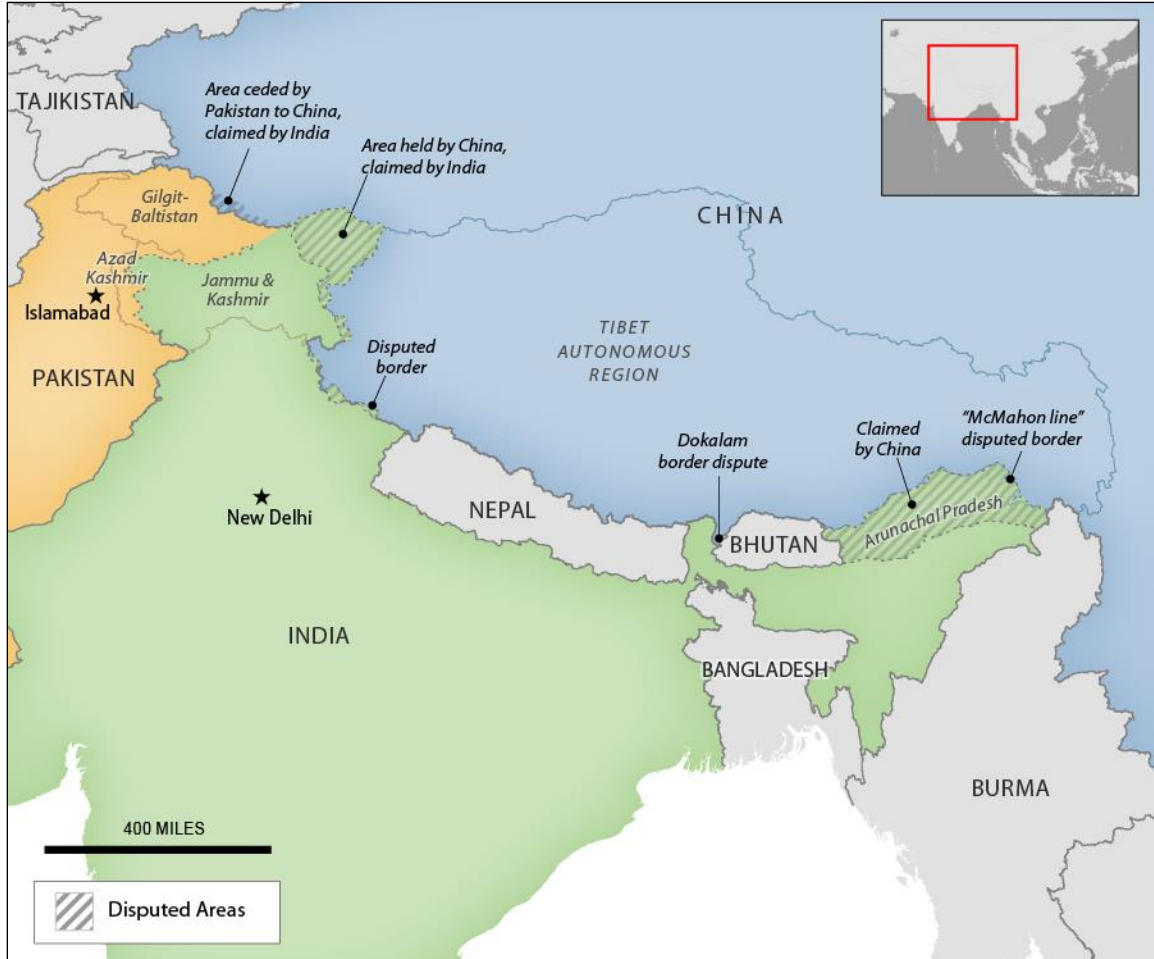 TAJIKISTAN
Area ceded by
Pakistan to China,
claimed by India
Area held by China,
claimed by India
Gilgit-
Baltistan
CHINA
Azad
Kashmir
Jammu &
Kashmir
Islamabad
TIBET
AUTONOMOUS
REGION
PAKISTAN
Disputed
border
Dokalam
border dispute
Claimed
by China
“McMahon line”
disputed border
New Delhi
NEPAL
BHUTAN
Arunachal Pradesh
INDIA
BANGLADESH
BURMA
400 MILES
Disputed Areas